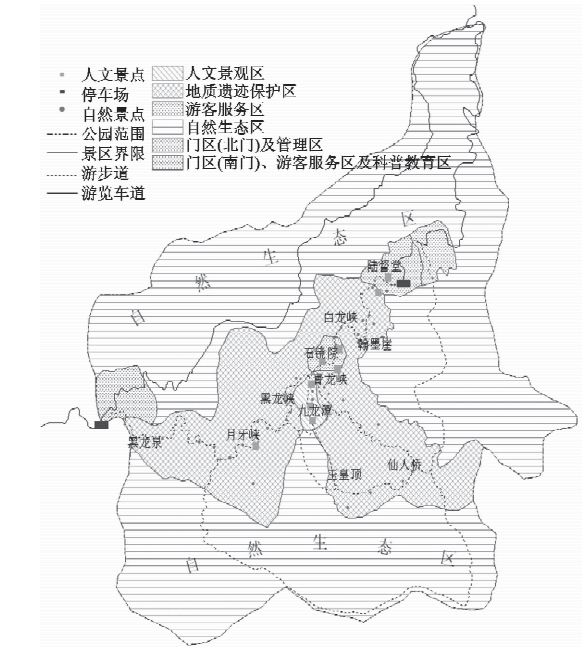 人文景点
停车场
自然景点
公园范围
景区界限
游步道
游览车道
人文景观区
地质遗迹保护区
游客服务区
自然生态区
门区(北门)及管理区
门区(南门)、游客服务区及科普教育区
自然生态区
陆督堂
白龙峡
翰墨崖
石龙院
青龙峡
黑龙峡
九龙潭
月牙峡
黑龙泉
玉皇顶
仙人桥
自然生态区